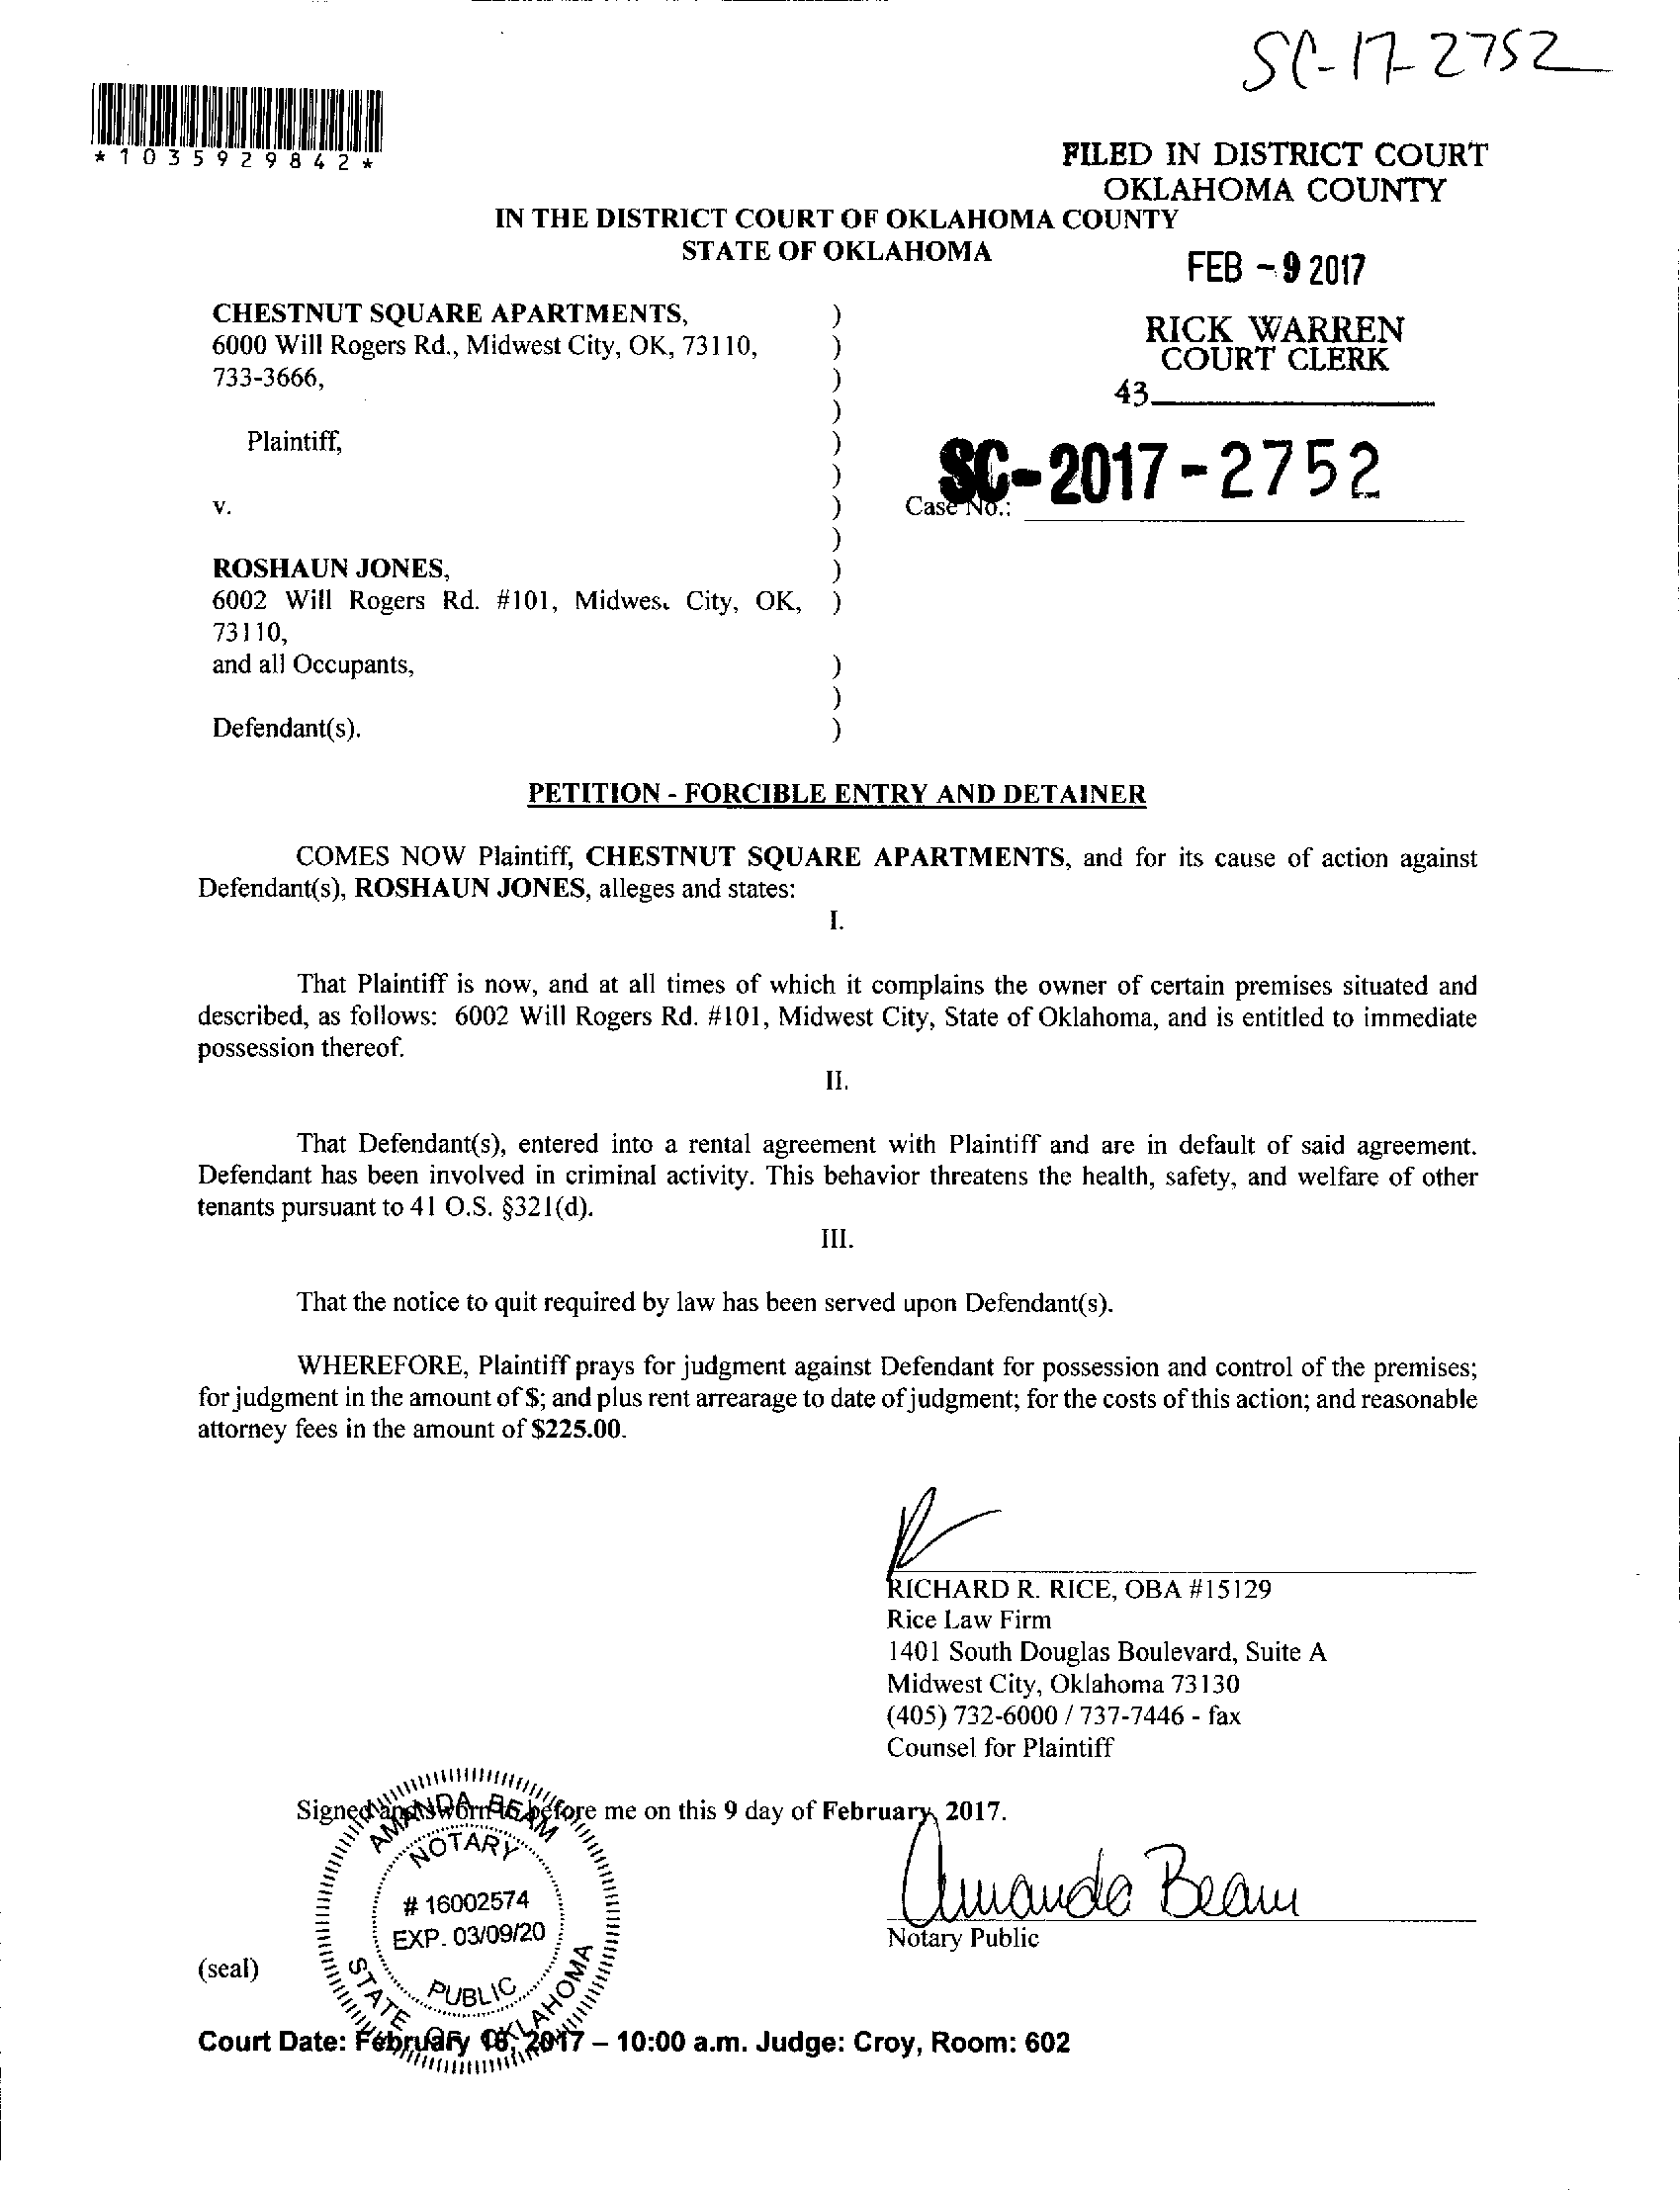 SC-17-2752
*1035929842*
FILED IN DISTRICT COURT
OKLAHOMA COUNTY
IN THE DISTRICT COURT OF OKLAHOMA COUNTY
STATE OF OKLAHOMA
FEB - 9 2017
RICK WARREN
COURT CLERK
43
CHESTNUT SQUARE APARTMENTS, )
6000 Will Rogers Rd., Midwest City, OK, 73110, )
733-3666, )
)
Plaintiff, )
)
SC-2017-2752
v. ) Case No.:
)
ROSHAUN JONES, )
6002 Will Rogers Rd. #101, Midwest City, OK, )
73110,
and all Occupants, )
)
Defendant(s). )
PETITION - FORCIBLE ENTRY AND DETAINER
COMES NOW Plaintiff, CHESTNUT SQUARE APARTMENTS, and for its cause of action against
Defendant(s), ROSHAUN JONES, alleges and states:
I.
That Plaintiff is now, and at all times of which it complains the owner of certain premises situated and
described, as follows: 6002 Will Rogers Rd. #101, Midwest City, State of Oklahoma, and is entitled to immediate
possession thereof.
II.
That Defendant(s), entered into a rental agreement with Plaintiff and are in default of said agreement.
Defendant has been involved in criminal activity. This behavior threatens the health, safety, and welfare of other
tenants pursuant to 41 O.S. §321(d).
III.
That the notice to quit required by law has been served upon Defendant(s).
WHEREFORE, Plaintiff prays for judgment against Defendant for possession and control of the premises;
for judgment in the amount of $; and plus rent arrearage to date of judgment; for the costs of this action; and reasonable
attorney fees in the amount of $225.00.
RICHARD R. RICE, OBA #15129
Rice Law Firm
1401 South Douglas Boulevard, Suite A
Midwest City, Oklahoma 73130
(405) 732-6000 / 737-7446 - fax
Counsel for Plaintiff
Signed and sworn to before me on this 9 day of February, 2017.
AMANDA BEAM
NOTARY
# 16002574
EXP. 03/09/20
PUBLIC
STATE OF OKLAHOMA
Amanda Beam
Notary Public
(seal)
Court Date: February 2017 – 10:00 a.m. Judge: Croy, Room: 602